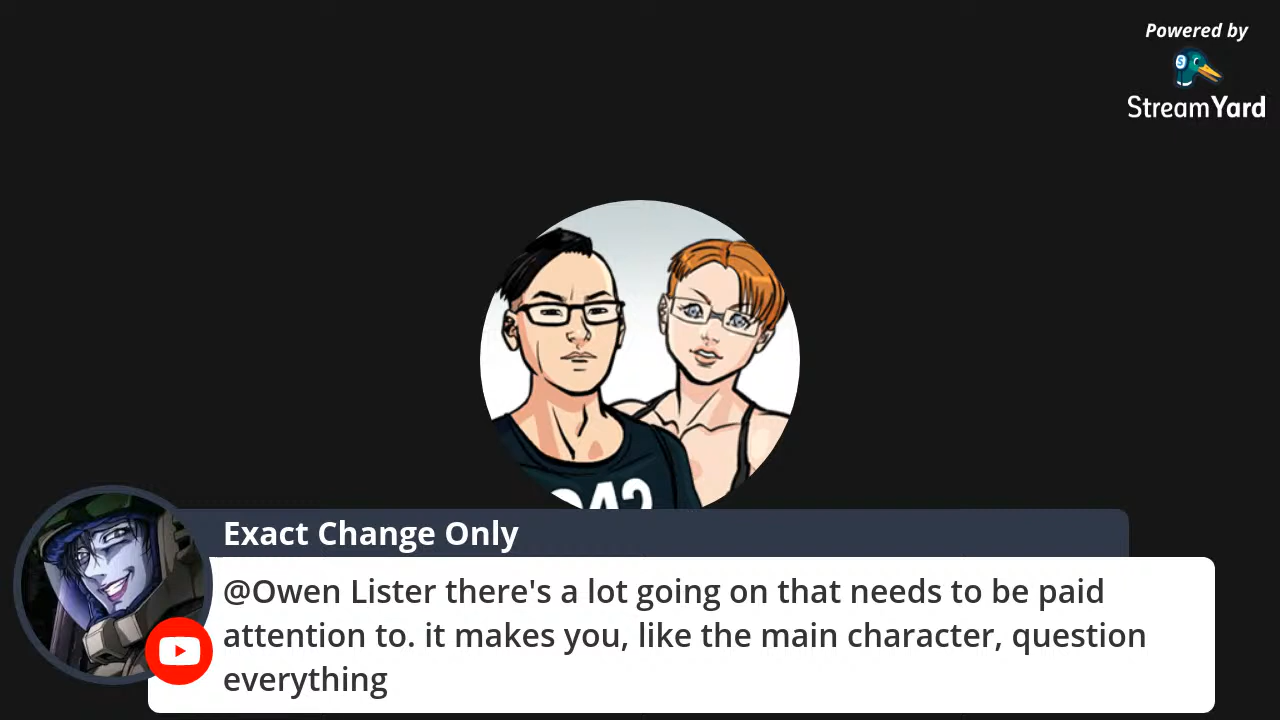 Powered by
StreamYard
Exact Change Only
@Owen Lister there's a lot going on that needs to be paid
attention to. it makes you, like the main character, question
everything